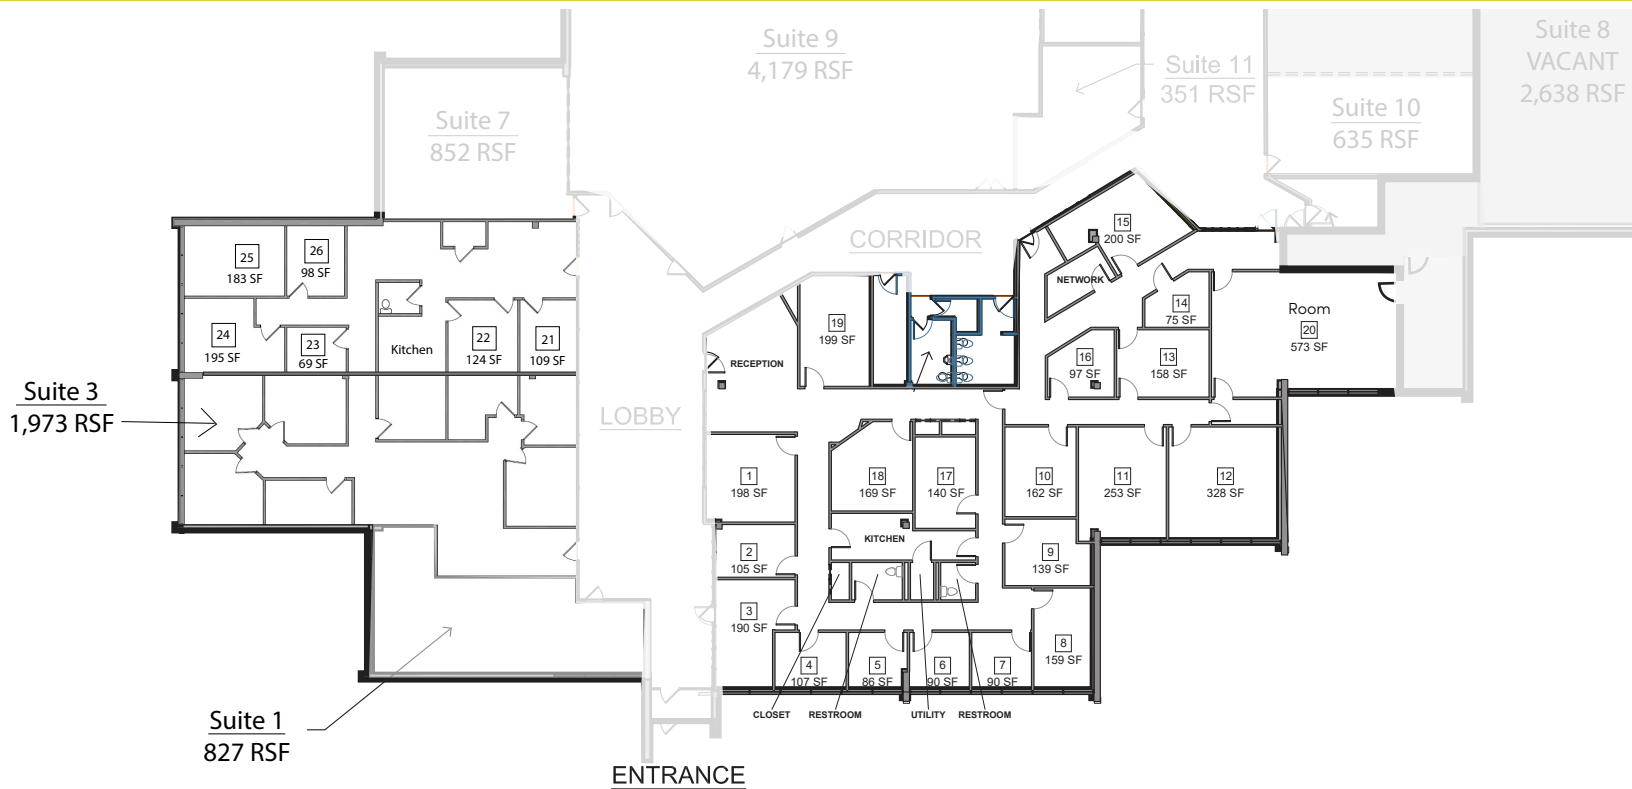 Suite 9
4,179 RSF
Suite 11
351 RSF
Suite 8
VACANT
2,638 RSF
Suite 10
635 RSF
Suite 7
852 RSF
CORRIDOR
LOBBY
25
183 SF
26
98 SF
24
195 SF
23
69 SF
Kitchen
22
124 SF
21
109 SF
Suite 3
1,973 RSF
Suite 1
827 RSF
15
200 SF
NETWORK
14
75 SF
Room
20
573 SF
19
199 SF
RECEPTION
16
97 SF
13
158 SF
1
198 SF
18
169 SF
17
140 SF
10
162 SF
11
253 SF
12
328 SF
KITCHEN
2
105 SF
9
139 SF
3
190 SF
4
107 SF
5
86 SF
6
90 SF
7
90 SF
8
159 SF
CLOSET
RESTROOM
UTILITY
RESTROOM
ENTRANCE